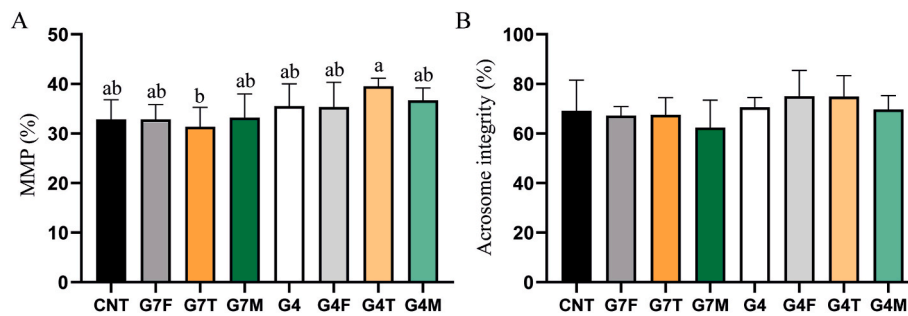 A
MMP (%)
50
40
30
20
10
0
ab ab b ab ab ab a ab
CNT G7F G7T G7M G4 G4F G4T G4M
B
Acrosome integrity (%)
100
80
60
40
20
0
CNT G7F G7T G7M G4 G4F G4T G4M